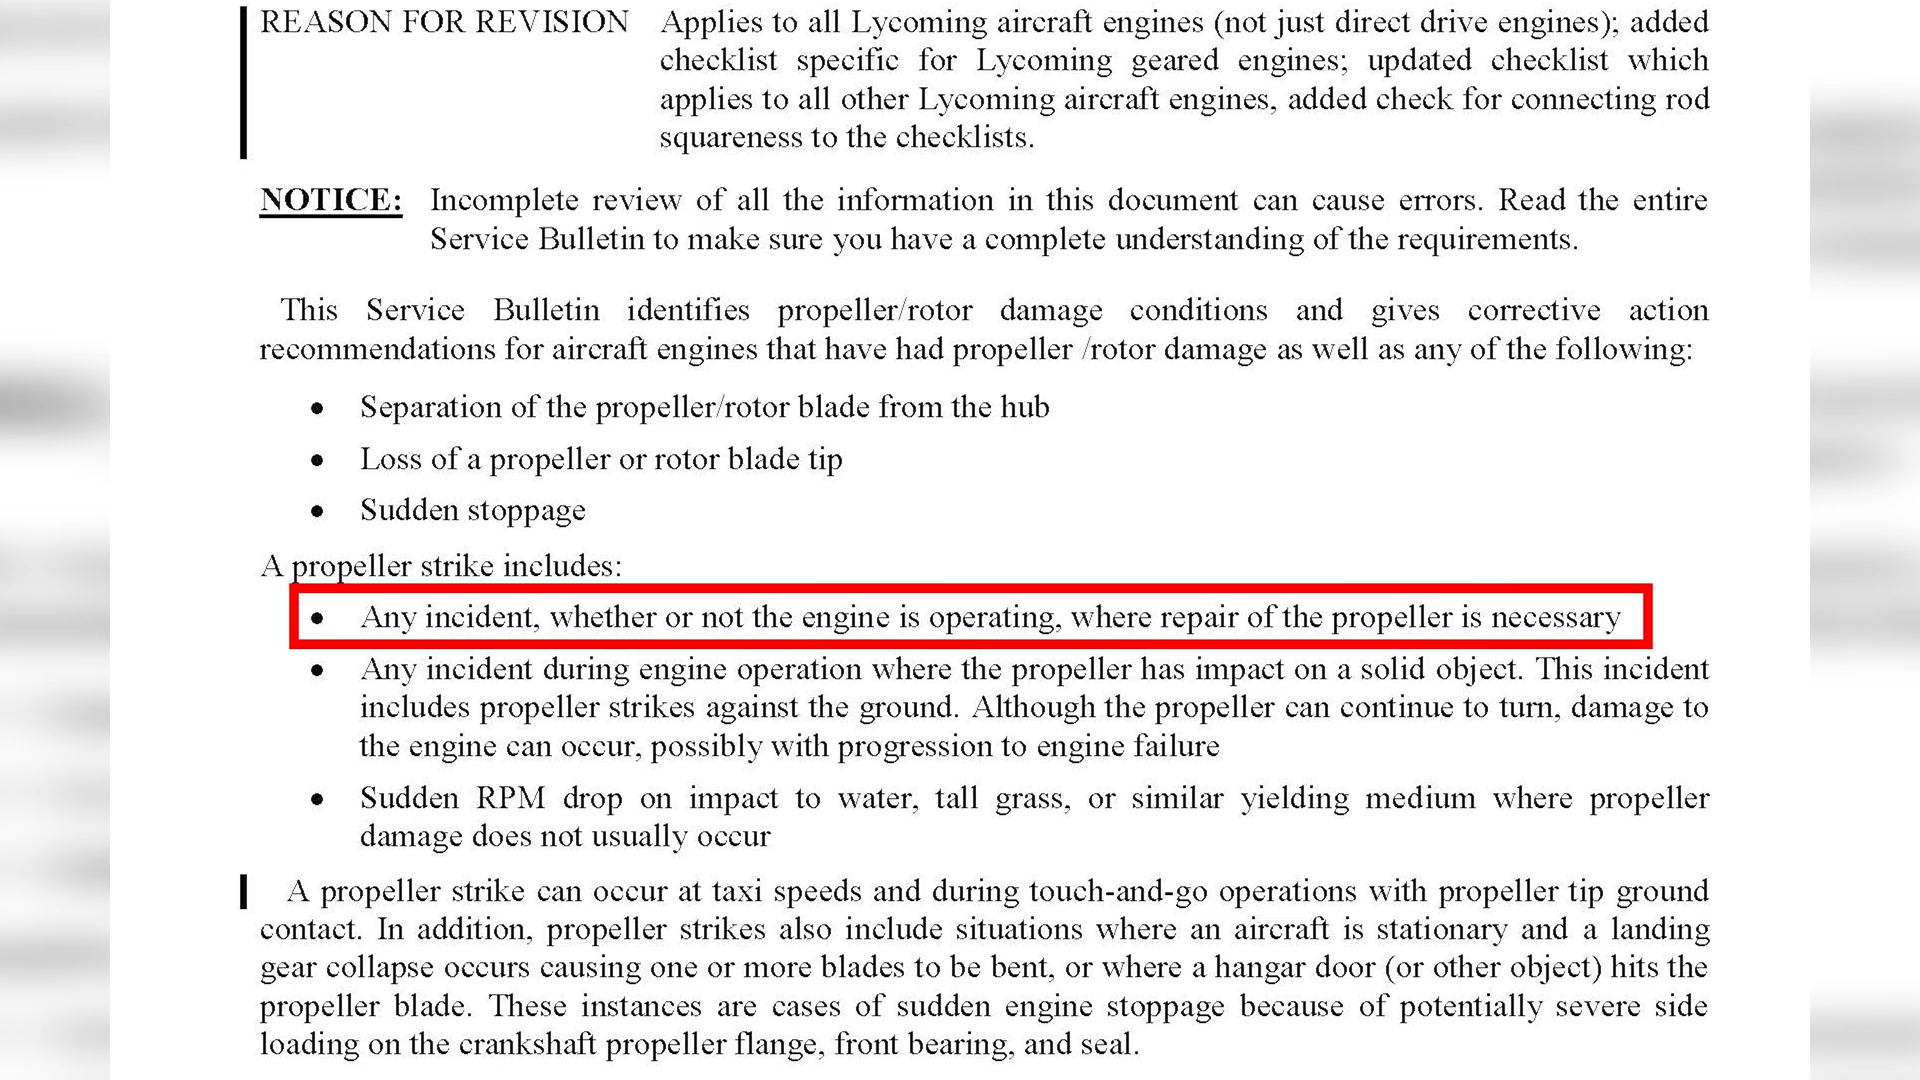 REASON FOR REVISION Applies to all Lycoming aircraft engines (not just direct drive engines); added
checklist specific for Lycoming geared engines; updated checklist which
applies to all other Lycoming aircraft engines, added check for connecting rod
squareness to the checklists.
NOTICE: Incomplete review of all the information in this document can cause errors. Read the entire
Service Bulletin to make sure you have a complete understanding of the requirements.
This Service Bulletin identifies propeller/rotor damage conditions and gives corrective action
recommendations for aircraft engines that have had propeller /rotor damage as well as any of the following:
• Separation of the propeller/rotor blade from the hub
• Loss of a propeller or rotor blade tip
• Sudden stoppage
A propeller strike includes:
• Any incident, whether or not the engine is operating, where repair of the propeller is necessary
• Any incident during engine operation where the propeller has impact on a solid object. This incident
includes propeller strikes against the ground. Although the propeller can continue to turn, damage to
the engine can occur, possibly with progression to engine failure
• Sudden RPM drop on impact to water, tall grass, or similar yielding medium where propeller
damage does not usually occur
A propeller strike can occur at taxi speeds and during touch-and-go operations with propeller tip ground
contact. In addition, propeller strikes also include situations where an aircraft is stationary and a landing
gear collapse occurs causing one or more blades to be bent, or where a hangar door (or other object) hits the
propeller blade. These instances are cases of sudden engine stoppage because of potentially severe side
loading on the crankshaft propeller flange, front bearing, and seal.